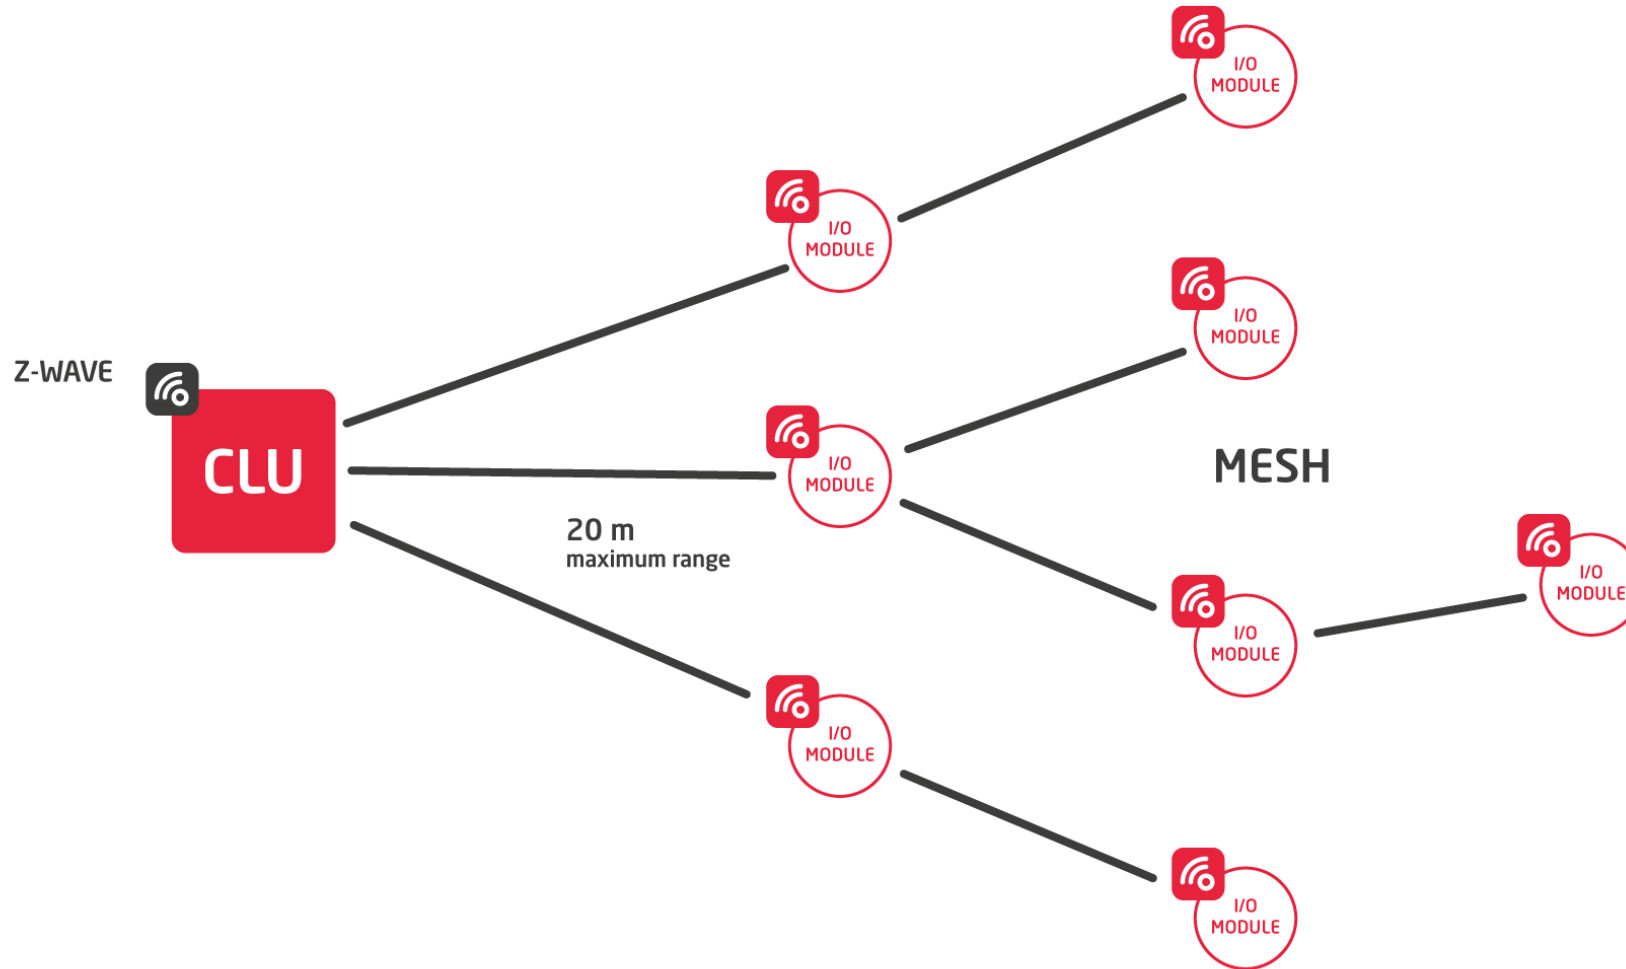 I/O
MODULE
I/O
MODULE
I/O
MODULE
Z-WAVE
CLU
I/O
MODULE
MESH
20 m
maximum range
I/O
MODULE
I/O
MODULE
I/O
MODULE
I/O
MODULE